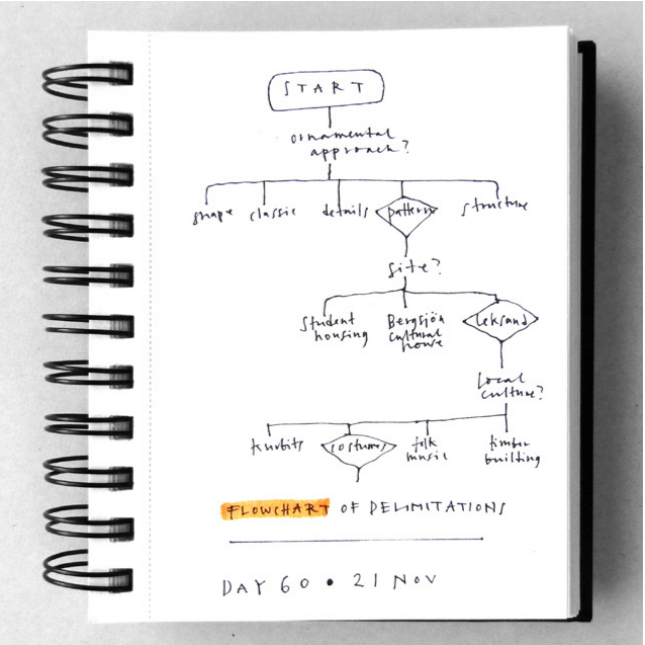 START
ornamental
approach?
shape classic details pattern structure
site?
student
housing
Bergsjön
cultural
house
Leksand
Local
culture?
kurbits costumes folk
music
timber
building
FLOWCHART OF DELIMITATIONS
DAY 60 • 21 NOV